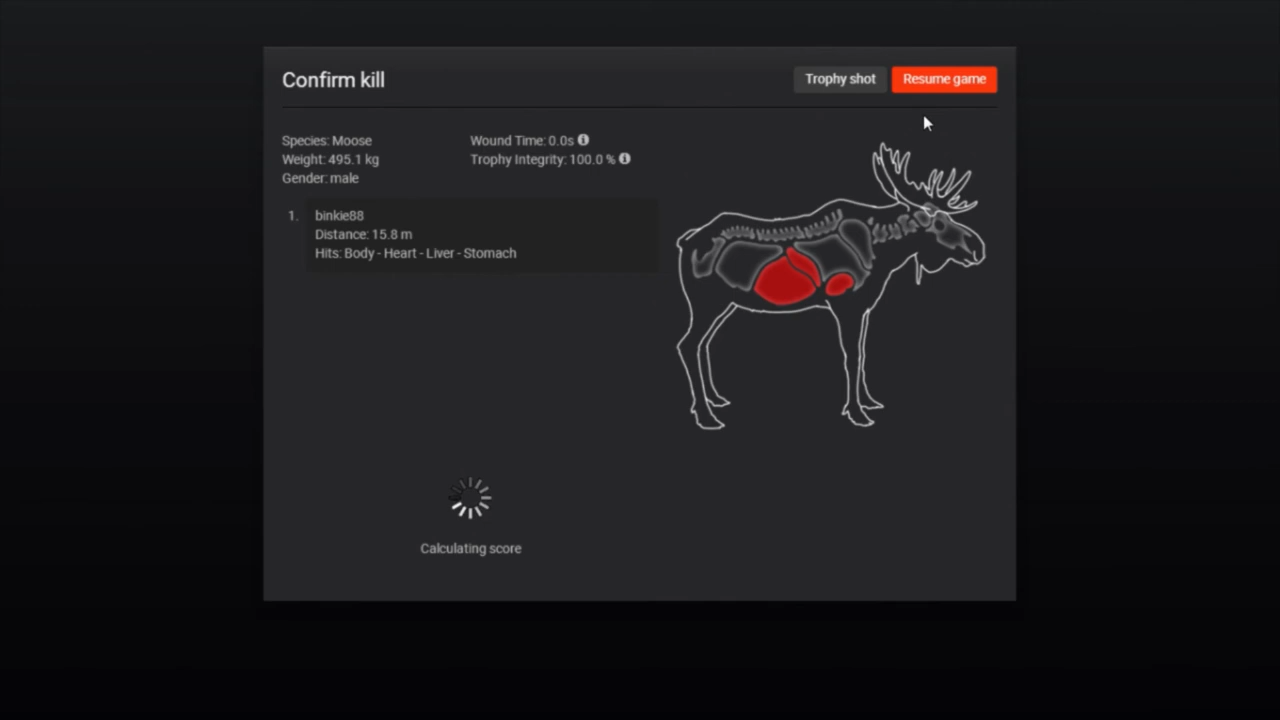 Confirm kill
Trophy shot
Resume game
Species: Moose
Weight: 495.1 kg
Gender: male
Wound Time: 0.0s
Trophy Integrity: 100.0 %
1.
binkie88
Distance: 15.8 m
Hits: Body - Heart - Liver - Stomach
Calculating score